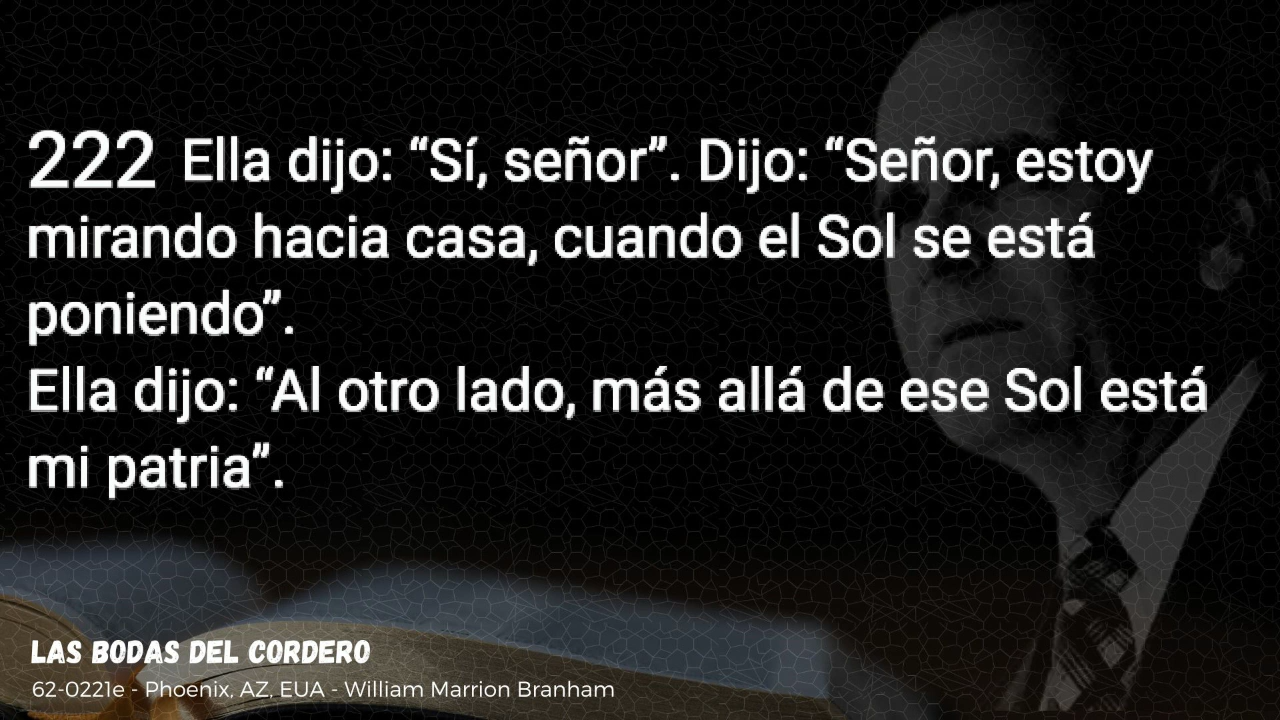 222 Ella dijo: “Sí, señor”. Dijo: “Señor, estoy
mirando hacia casa, cuando el Sol se está
poniendo”.
Ella dijo: “Al otro lado, más allá de ese Sol está
mi patria”.
LAS BODAS DEL CORDERO
62-0221e - Phoenix, AZ, EUA - William Marrion Branham